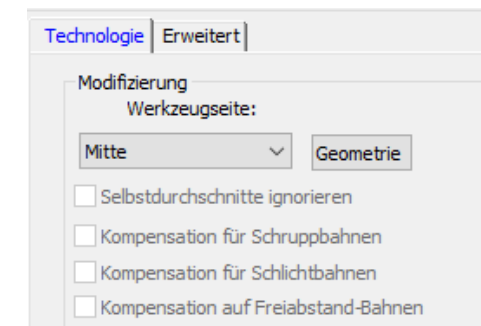 Technologie Erweitert
Modifizierung
Werkzeugseite:
Mitte Geometrie
Selbstdurchschnitte ignorieren
Kompensation für Schruppbahnen
Kompensation für Schlichtbahnen
Kompensation auf Freiabstand-Bahnen